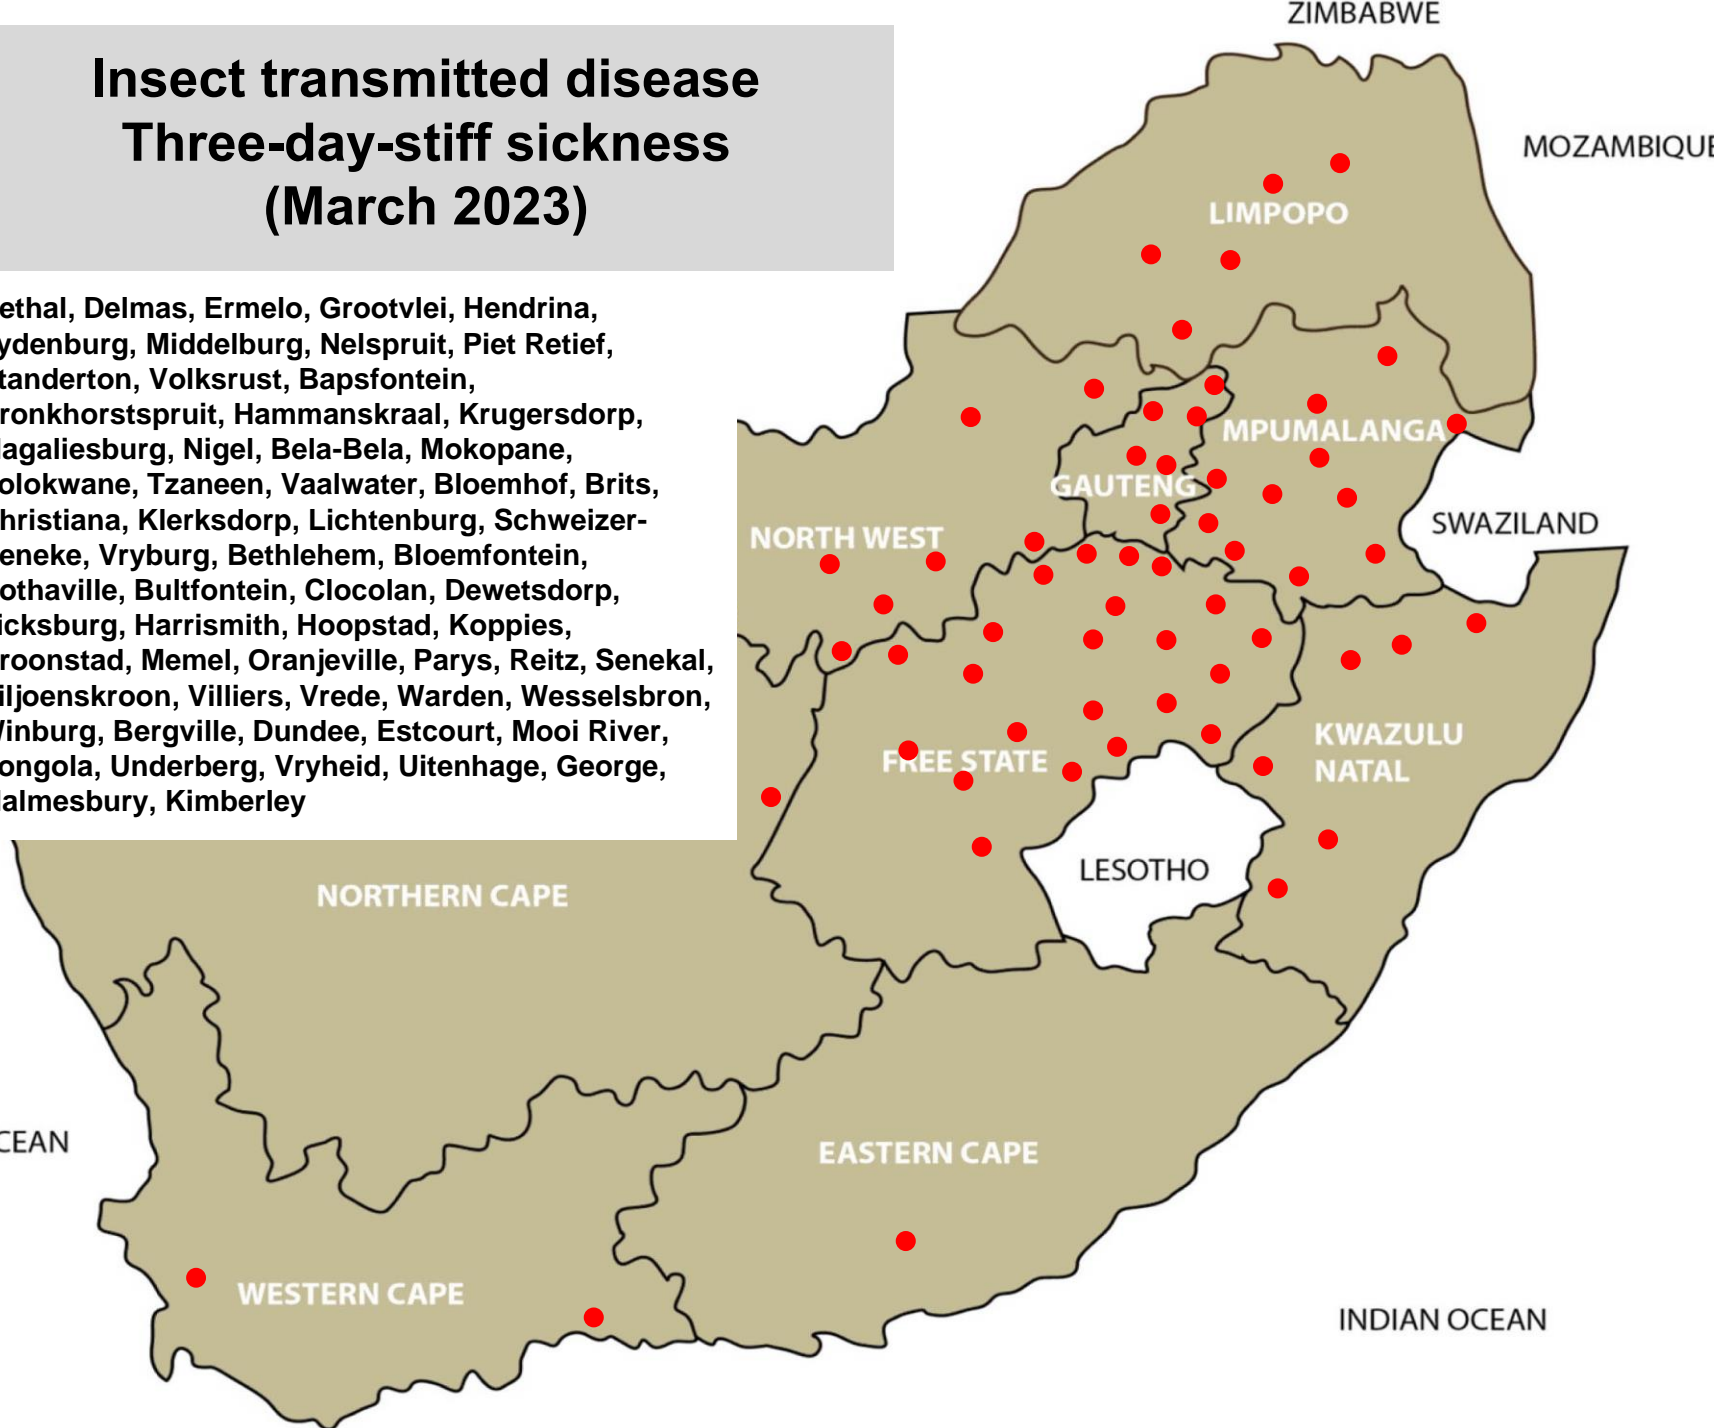 ZIMBABWE
Insect transmitted disease
Three-day-stiff sickness
(March 2023)
MOZAMBIQUE
LIMPOPO
ethal, Delmas, Ermelo, Grootvlei, Hendrina,
ydenburg, Middelburg, Nelspruit, Piet Retief,
tanderton, Volksrust, Bapsfontein,
ronkhorstspruit, Hammanskraal, Krugersdorp,
lagaliesburg, Nigel, Bela-Bela, Mokopane,
olokwane, Tzaneen, Vaalwater, Bloemhof, Brits,
hristiana, Klerksdorp, Lichtenburg, Schweizer-
eneke, Vryburg, Bethlehem, Bloemfontein,
othaville, Bultfontein, Clocolan, Dewetsdorp,
icksburg, Harrismith, Hoopstad, Koppies,
roonstad, Memel, Oranjeville, Parys, Reitz, Senekal,
iljoenskroon, Villiers, Vrede, Warden, Wesselsbron,
Winburg, Bergville, Dundee, Estcourt, Mooi River,
ongola, Underberg, Vryheid, Uitenhage, George,
lalmesbury, Kimberley
MPUMALANGA
GAUTENG
SWAZILAND
NORTH WEST
KWAZULU
NATAL
FREE STATE
LESOTHO
NORTHERN CAPE
CEAN
EASTERN CAPE
WESTERN CAPE
INDIAN OCEAN